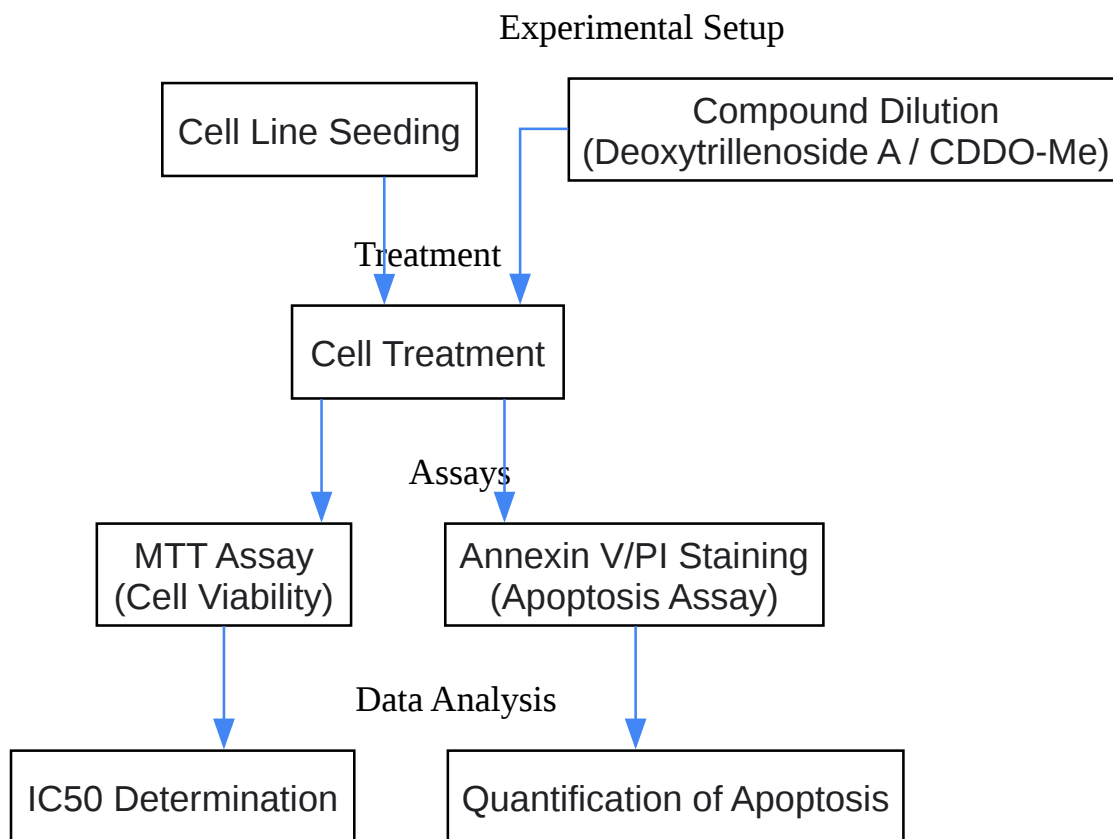 Experimental Setup
Cell Line Seeding
Compound Dilution
(Deoxytrillenoside A / CDDO-Me)
Treatment
Cell Treatment
Assays
MTT Assay
(Cell Viability)
Annexin V/PI Staining
(Apoptosis Assay)
Data Analysis
IC50 Determination
Quantification of Apoptosis